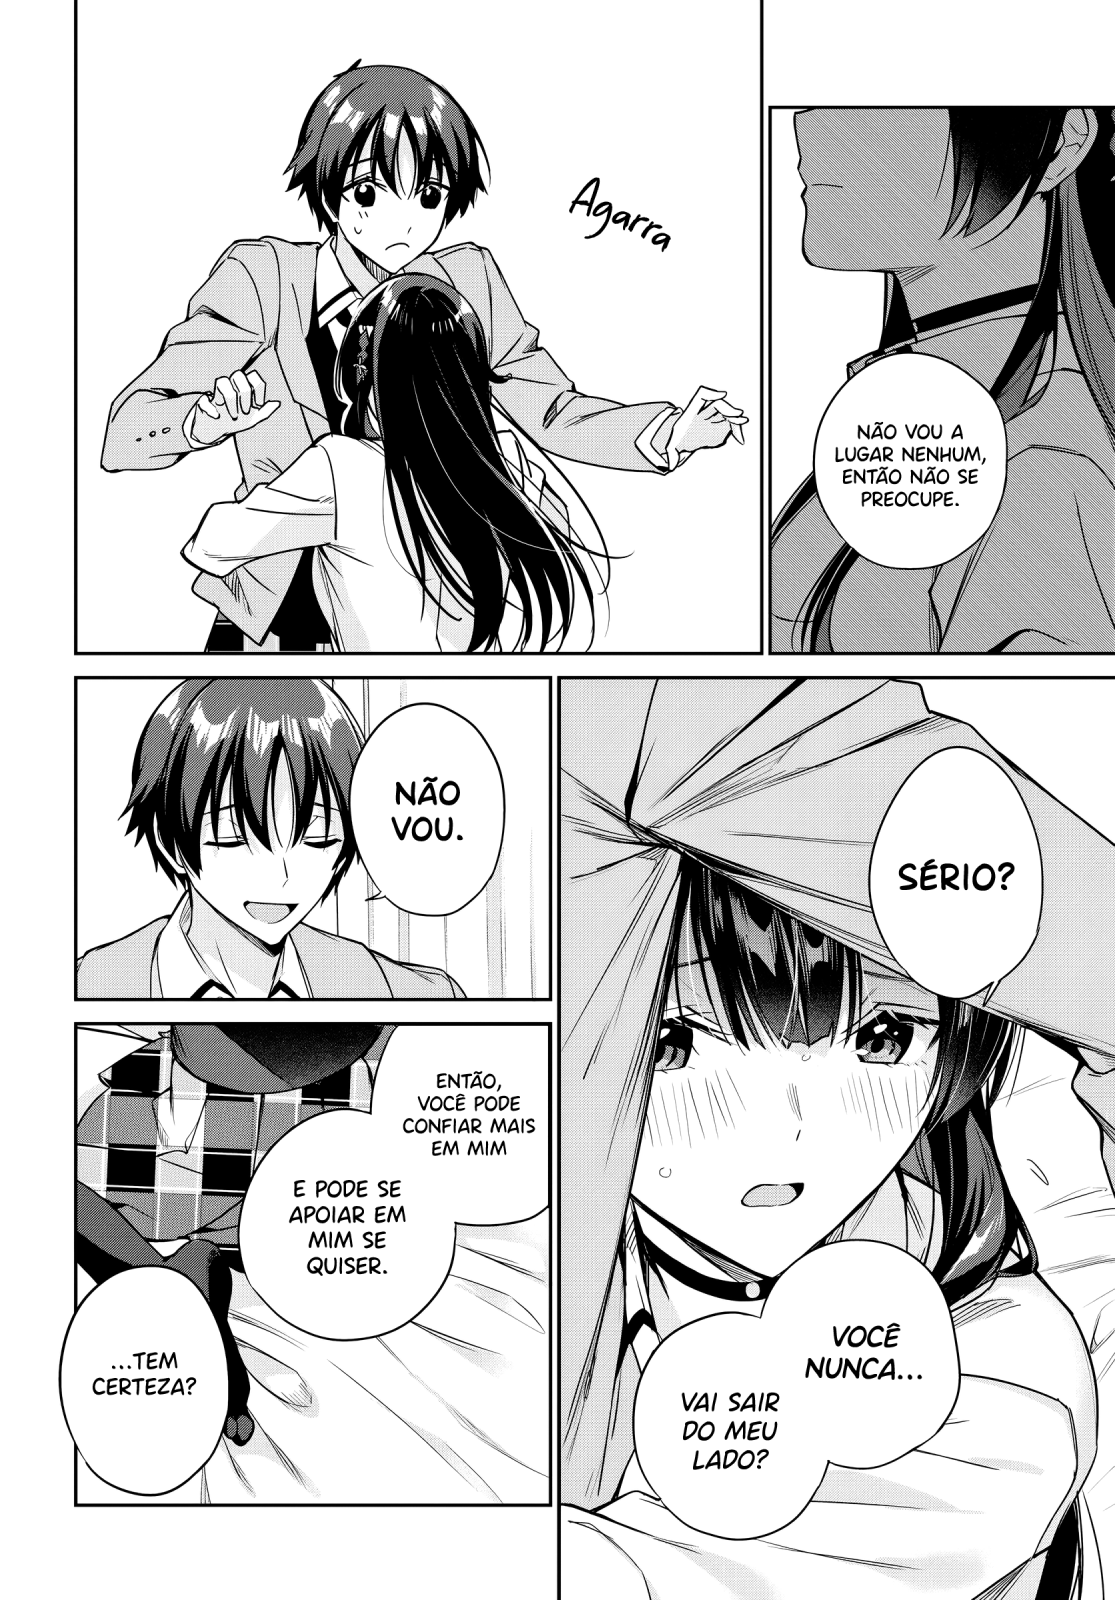 NÃO VOU A
LUGAR NENHUM,
ENTÃO NÃO SE
PREOCUPE.
Agarra
SÉRIO?
VOCÊ
NUNCA...
VAI SAIR
DO MEU
LADO?
NÃO
VOU.
ENTÃO,
VOCÊ PODE
CONFIAR MAIS
EM MIM
E PODE SE
APOIAR EM
MIM SE
QUISER.
...TEM
CERTEZA?